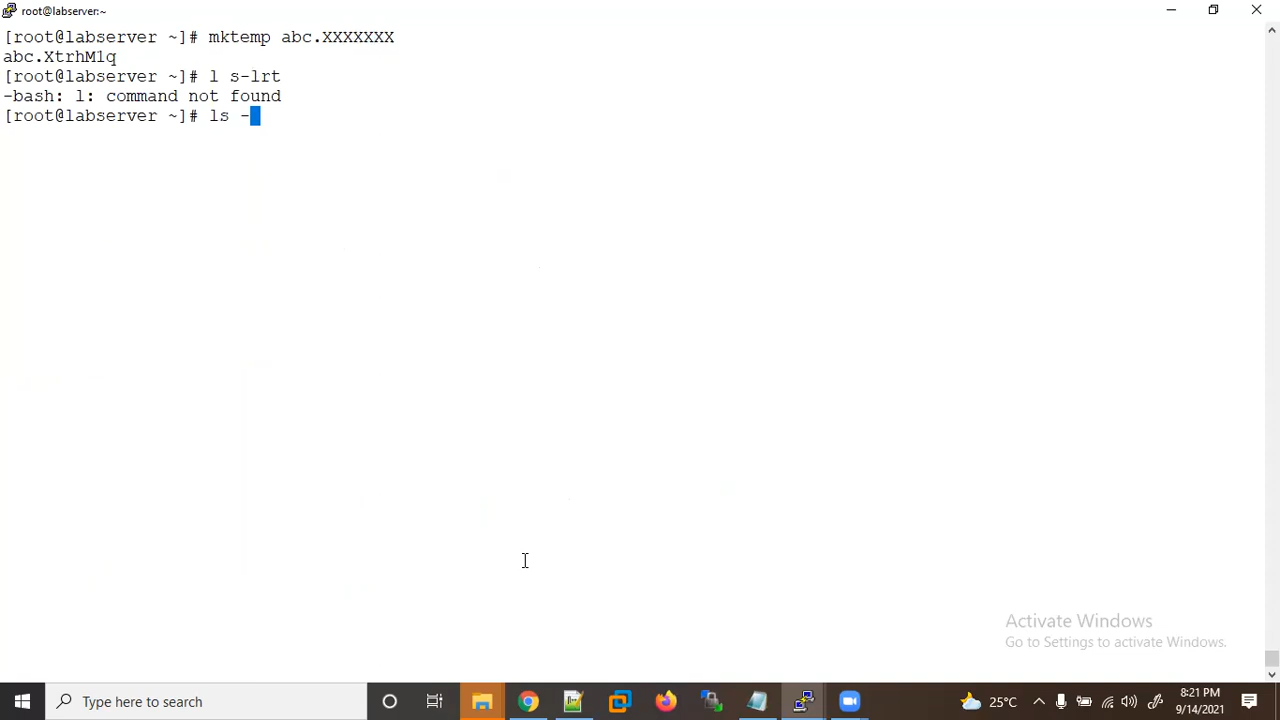 root@labserver:~
[root@labserver ~]# mktemp abc.XXXXXXX
abc.XtrhM1q
[root@labserver ~]# l s-lrt
-bash: l: command not found
[root@labserver ~]# ls -
Activate Windows
Go to Settings to activate Windows.
Type here to search
25°C
8:21 PM
9/14/2021